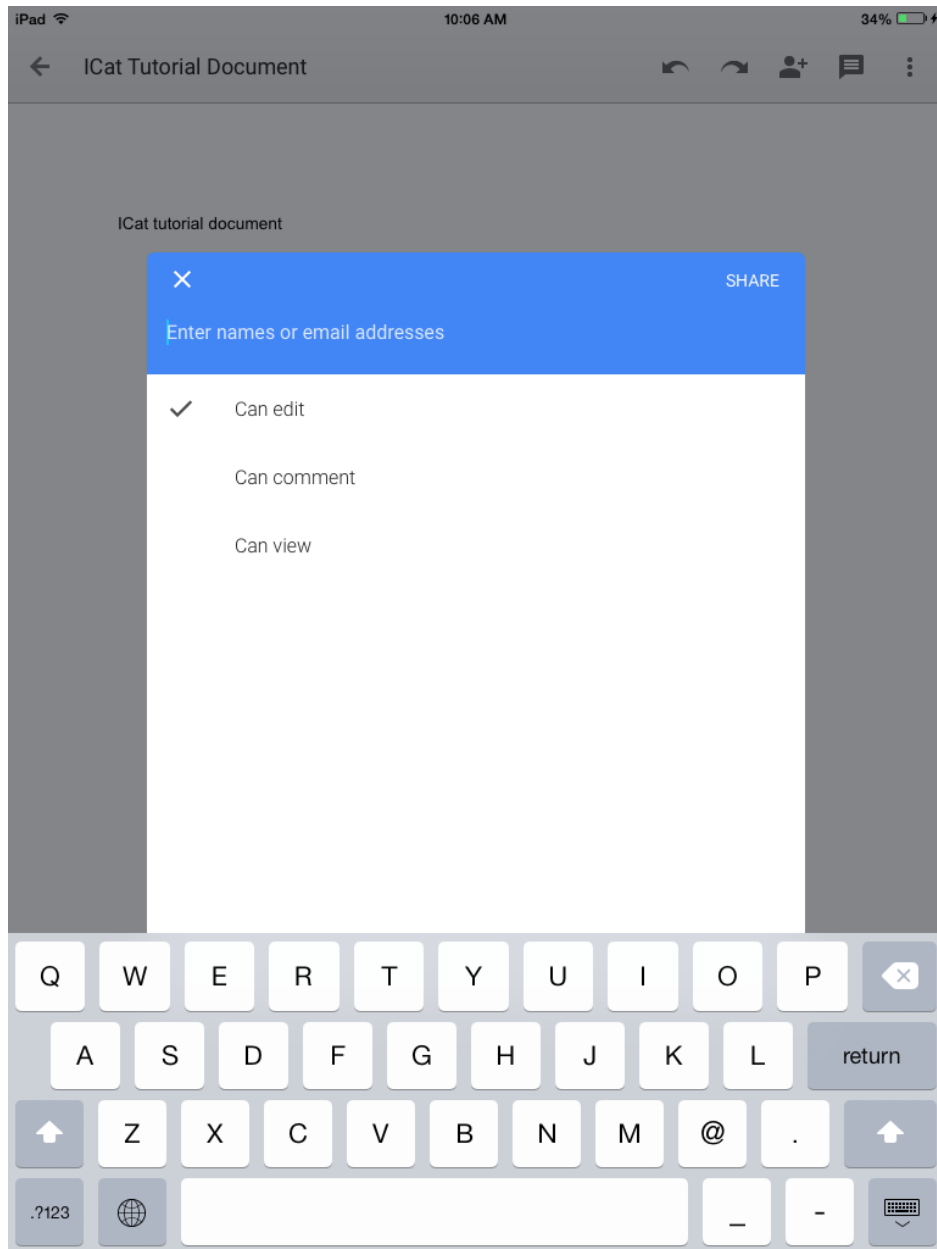 iPad 10:06 AM 34%
ICat Tutorial Document
ICat tutorial document
SHARE
Enter names or email addresses
Can edit
Can comment
Can view
Q W E R T Y U I O P
A S D F G H J K L return
Z X C V B N M @ .
.?123 _ -